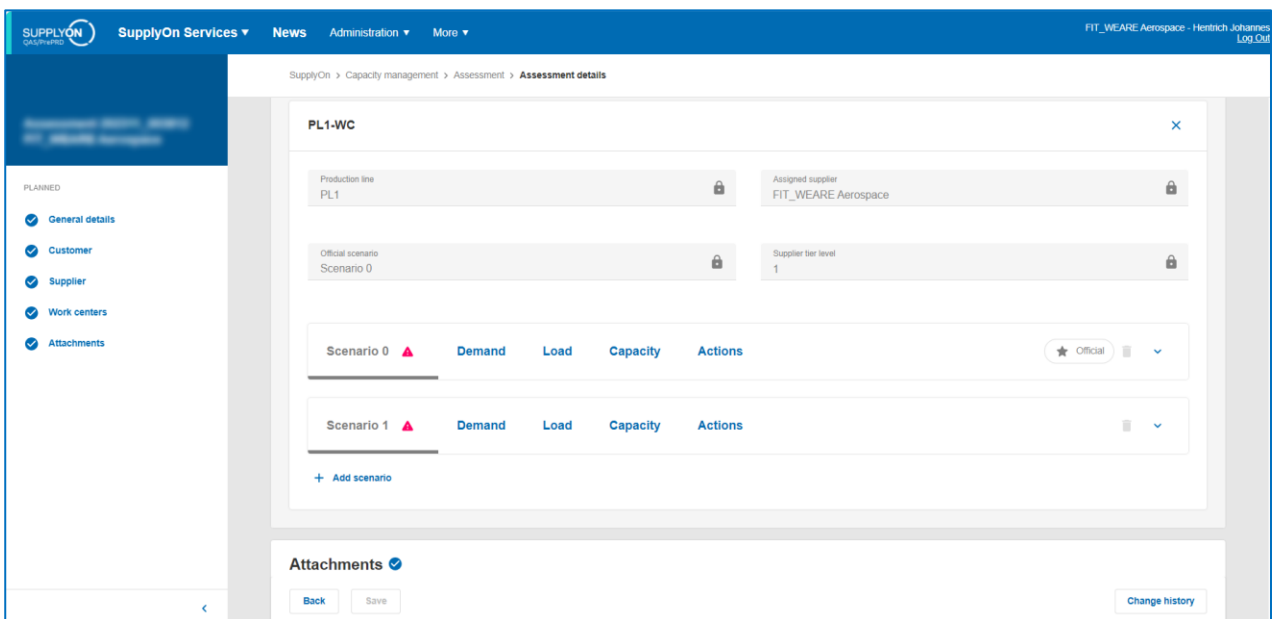 SUPPLYON SupplyOn Services ▾ News Administration ▾ More ▾ FIT_WEARE Aerospace - Hentrich Johannes
QAS/PrePRD Log Out
SupplyOn > Capacity management > Assessment > Assessment details
FIT_WEARE Aerospace
PL1-WC
PLANNED
General details
Customer
Supplier
Work centers
Attachments
Production line Assigned supplier
PL1 FIT_WEARE Aerospace
Official scenario Supplier tier level
Scenario 0 1
Scenario 0 Demand Load Capacity Actions Official
Scenario 1 Demand Load Capacity Actions
+ Add scenario
Attachments
Back Save Change history